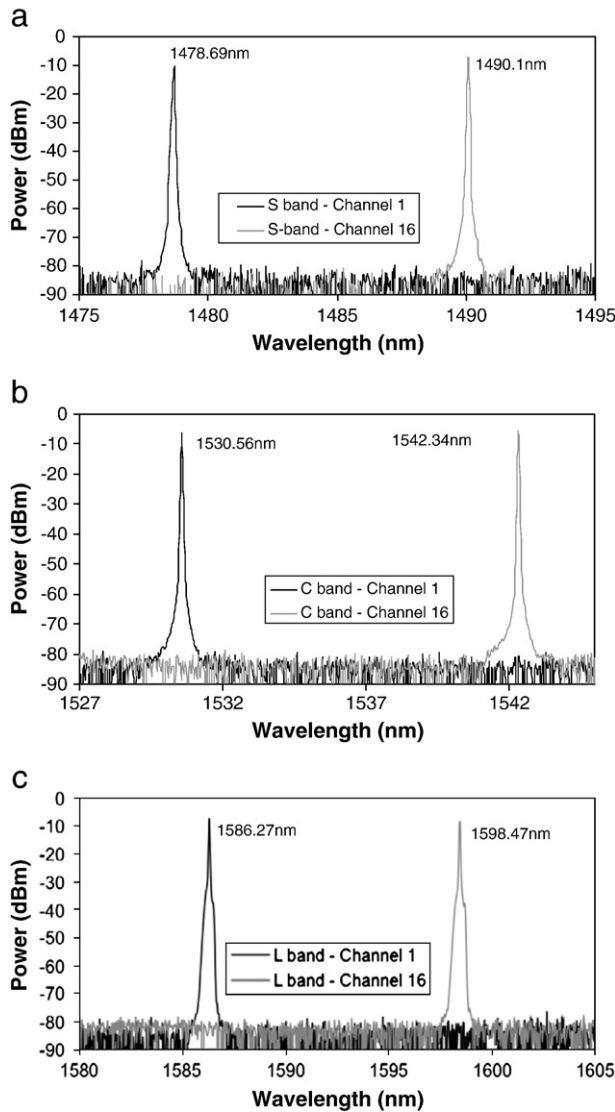 a
0
-10
-20
-30
-40
-50
-60
-70
-80
-90
Power (dBm)
1478.69nm
1490.1nm
S band - Channel 1
S-band - Channel 16
1475 1480 1485 1490 1495
Wavelength (nm)
b
0
-10
-20
-30
-40
-50
-60
-70
-80
-90
Power (dBm)
1530.56nm
1542.34nm
C band - Channel 1
C band - Channel 16
1527 1532 1537 1542
Wavelength (nm)
c
0
-10
-20
-30
-40
-50
-60
-70
-80
-90
Power (dBm)
1586.27nm
1598.47nm
L band - Channel 1
L band - Channel 16
1580 1585 1590 1595 1600 1605
Wavelength (nm)